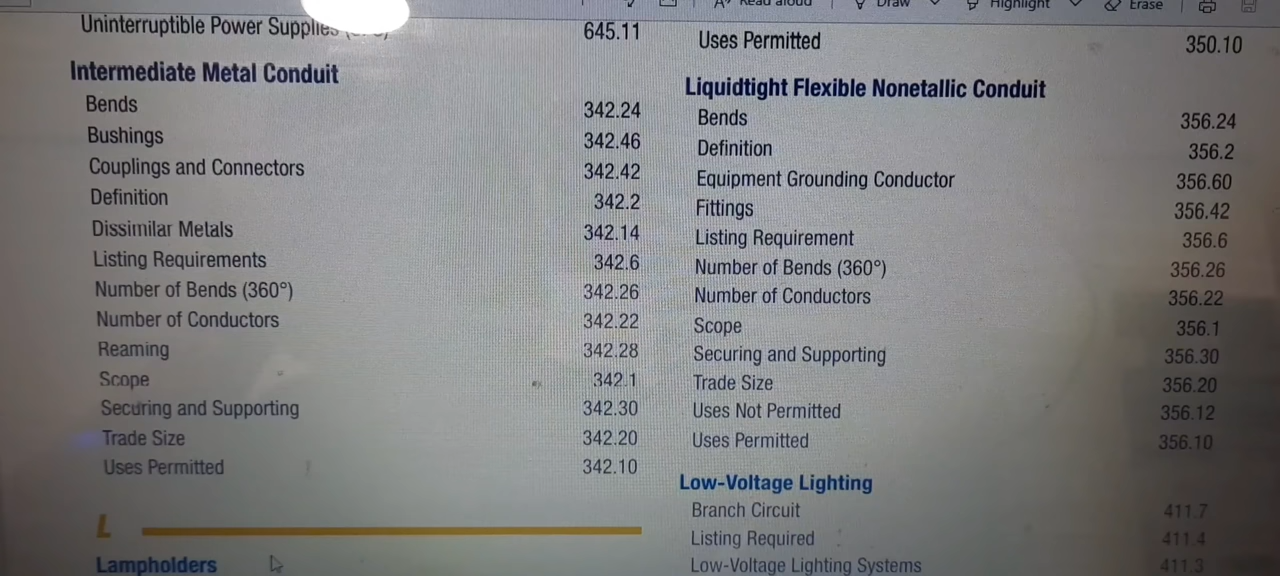 Read aloud
Draw
Highlight
Erase
Uninterruptible Power Supplies 645.11
Intermediate Metal Conduit
Bends 342.24
Bushings 342.46
Couplings and Connectors 342.42
Definition 342.2
Dissimilar Metals 342.14
Listing Requirements 342.6
Number of Bends (360°) 342.26
Number of Conductors 342.22
Reaming 342.28
Scope 342.1
Securing and Supporting 342.30
Trade Size 342.20
Uses Permitted 342.10
L
Lampholders
Uses Permitted 350.10
Liquidtight Flexible Nonetallic Conduit
Bends 356.24
Definition 356.2
Equipment Grounding Conductor 356.60
Fittings 356.42
Listing Requirement 356.6
Number of Bends (360°) 356.26
Number of Conductors 356.22
Scope 356.1
Securing and Supporting 356.30
Trade Size 356.20
Uses Not Permitted 356.12
Uses Permitted 356.10
Low-Voltage Lighting
Branch Circuit 411.7
Listing Required 411.4
Low-Voltage Lighting Systems 411.3